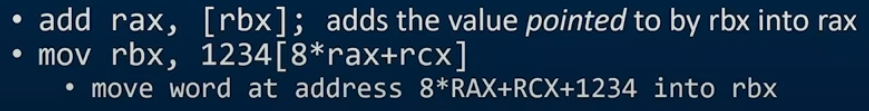 • add rax, [rbx]; adds the value pointed to by rbx into rax
• mov rbx, 1234[8*rax+rcx]
• move word at address 8*RAX+RCX+1234 into rbx